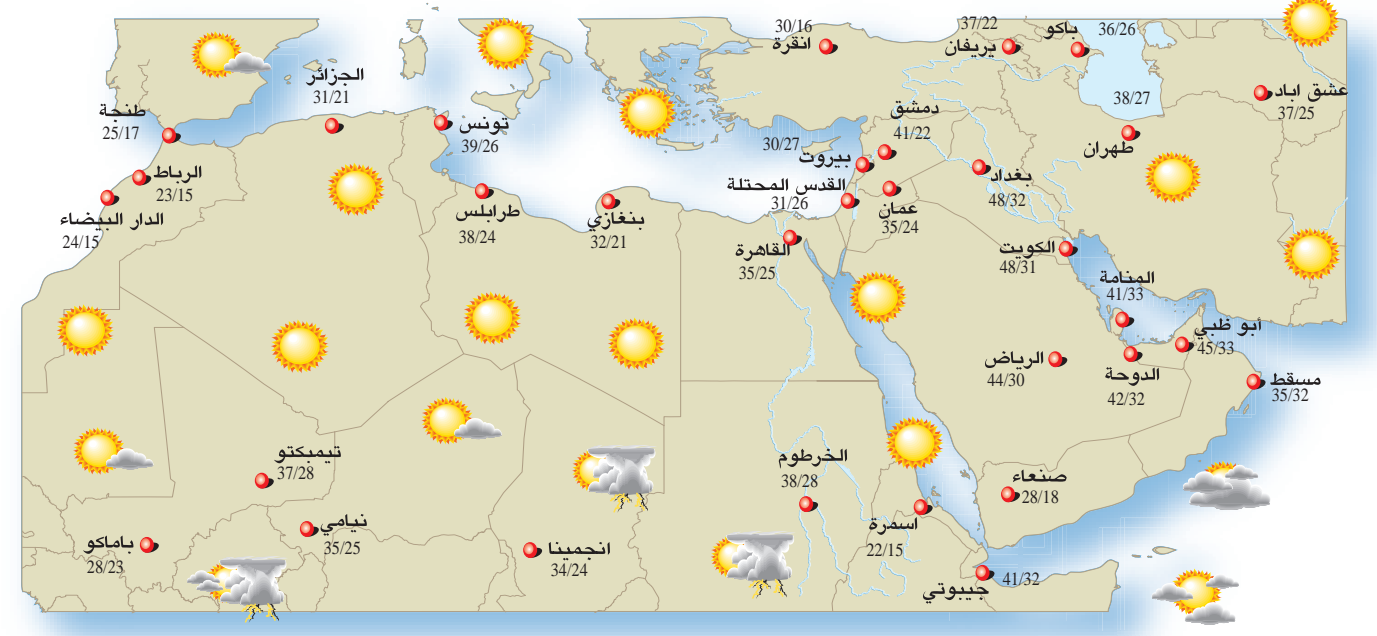 30/16
انقرة
37/22
يريفان
باكو
36/26
الجزائر
31/21
طنجة
25/17
تونس
39/26
دمشق
41/22
38/27
عشق اباد
37/25
30/27
بيروت
طهران
الرباط
23/15
القدس المحتلة
31/26
بغداد
48/32
الدار البيضاء
24/15
طرابلس
38/24
بنغازي
32/21
عمان
35/24
القاهرة
35/25
الكويت
48/31
المنامة
41/33
أبو ظبي
45/33
الرياض
44/30
الدوحة
42/32
مسقط
35/32
تيمبكتو
37/28
الخرطوم
38/28
صنعاء
28/18
نيامي
35/25
اسمرة
22/15
باماكو
28/23
انجمينا
34/24
41/32
جيبوتي